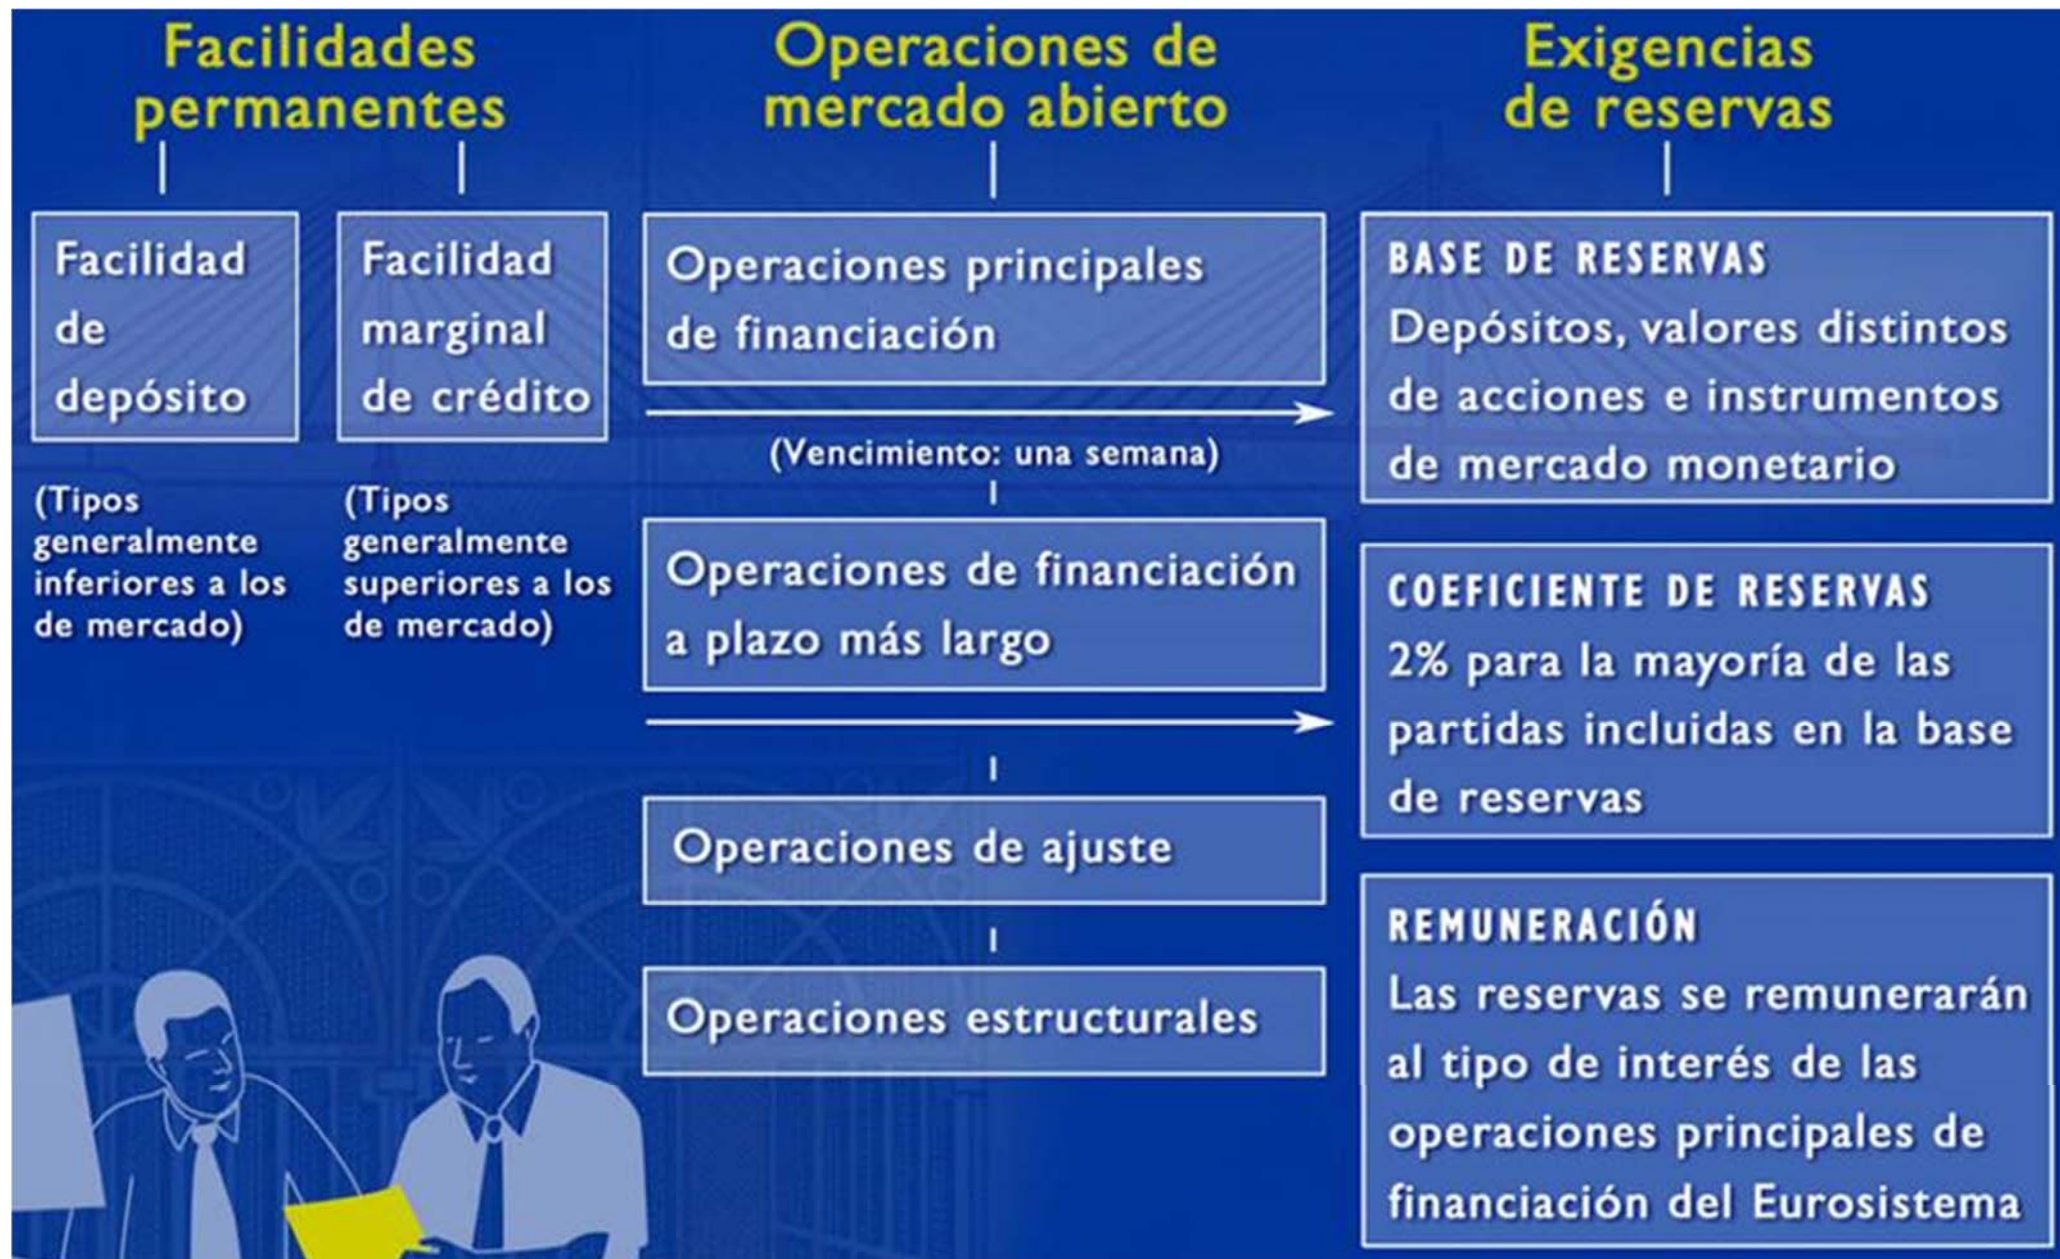 Facilidades
permanentes
Facilidad
de
depósito
(Tipos
generalmente
inferiores a los
de mercado)
Facilidad
marginal
de crédito
(Tipos
generalmente
superiores a los
de mercado)
Operaciones de
mercado abierto
Operaciones principales
de financiación
(Vencimiento: una semana)
Operaciones de financiación
a plazo más largo
Operaciones de ajuste
Operaciones estructurales
Exigencias
de reservas
BASE DE RESERVAS
Depósitos, valores distintos
de acciones e instrumentos
de mercado monetario
COEFICIENTE DE RESERVAS
2% para la mayoría de las
partidas incluidas en la base
de reservas
REMUNERACIÓN
Las reservas se remunerarán
al tipo de interés de las
operaciones principales de
financiación del Eurosistema